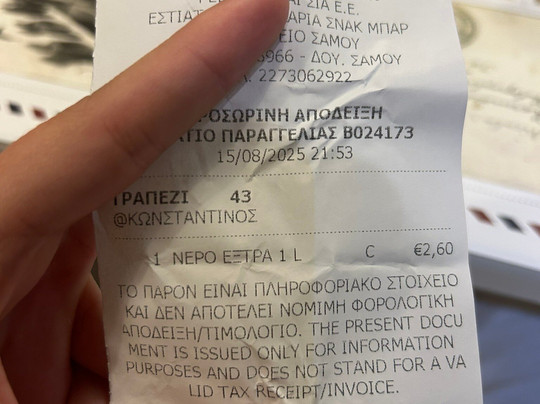 ΣΙΑ Ε.Ε.
ΑΡΙΑ ΣΝΑΚ ΜΠΑΡ
ΕΙΟ ΣΑΜΟΥ
5966 - ΔΟΥ. ΣΑΜΟΥ
2273062922
ΡΟΣΩΡΙΝΗ ΑΠΟΔΕΙΞΗ
ΤΙΟ ΠΑΡΑΓΓΕΛΙΑΣ Β024173
15/08/2025 21:53
ΤΡΑΠΕΖΙ 43
@ΚΩΝΣΤΑΝΤΙΝΟΣ
1 ΝΕΡΟ ΕΞΤΡΑ 1 L C €2,60
ΤΟ ΠΑΡΟΝ ΕΙΝΑΙ ΠΛΗΡΟΦΟΡΙΑΚΟ ΣΤΟΙΧΕΙΟ
ΚΑΙ ΔΕΝ ΑΠΟΤΕΛΕΙ ΝΟΜΙΜΗ ΦΟΡΟΛΟΓΙΚΗ
ΑΠΟΔΕΙΞΗ/ΤΙΜΟΛΟΓΙΟ. THE PRESENT DOCU
MENT IS ISSUED ONLY FOR INFORMATION
PURPOSES AND DOES NOT STAND FOR A VA
LID TAX RECEIPT/INVOICE.